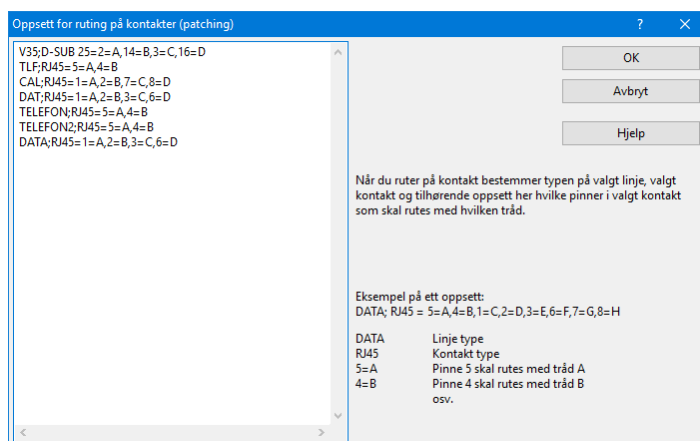 Oppsett for ruting på kontakter (patching)
V35;D-SUB 25=2=A,14=B,3=C,16=D
TLF;RJ45=5=A,4=B
CAL;RJ45=1=A,2=B,7=C,8=D
DAT;RJ45=1=A,2=B,3=C,6=D
TELEFON;RJ45=5=A,4=B
TELEFON2;RJ45=5=A,4=B
DATA;RJ45=1=A,2=B,3=C,6=D
OK
Avbryt
Hjelp
Når du ruter på kontakt bestemmer typen på valgt linje, valgt
kontakt og tilhørende oppsett her hvilke pinner i valgt kontakt
som skal rutes med hvilken tråd.
Eksempel på ett oppsett:
DATA; RJ45 = 5=A,4=B,1=C,2=D,3=E,6=F,7=G,8=H
DATA Linje type
RJ45 Kontakt type
5=A Pinne 5 skal rutes med tråd A
4=B Pinne 4 skal rutes med tråd B
osv.